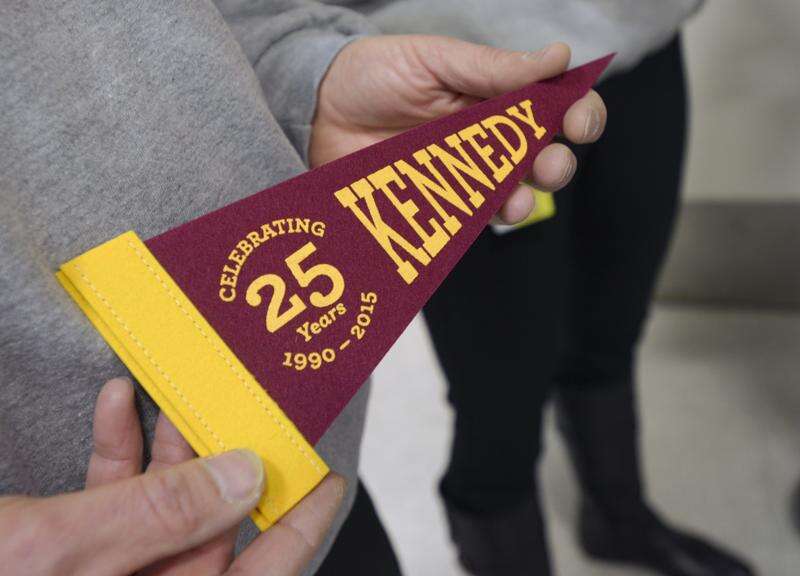 CELEBRATING
25
Years
1990 – 2015
KENNEDY